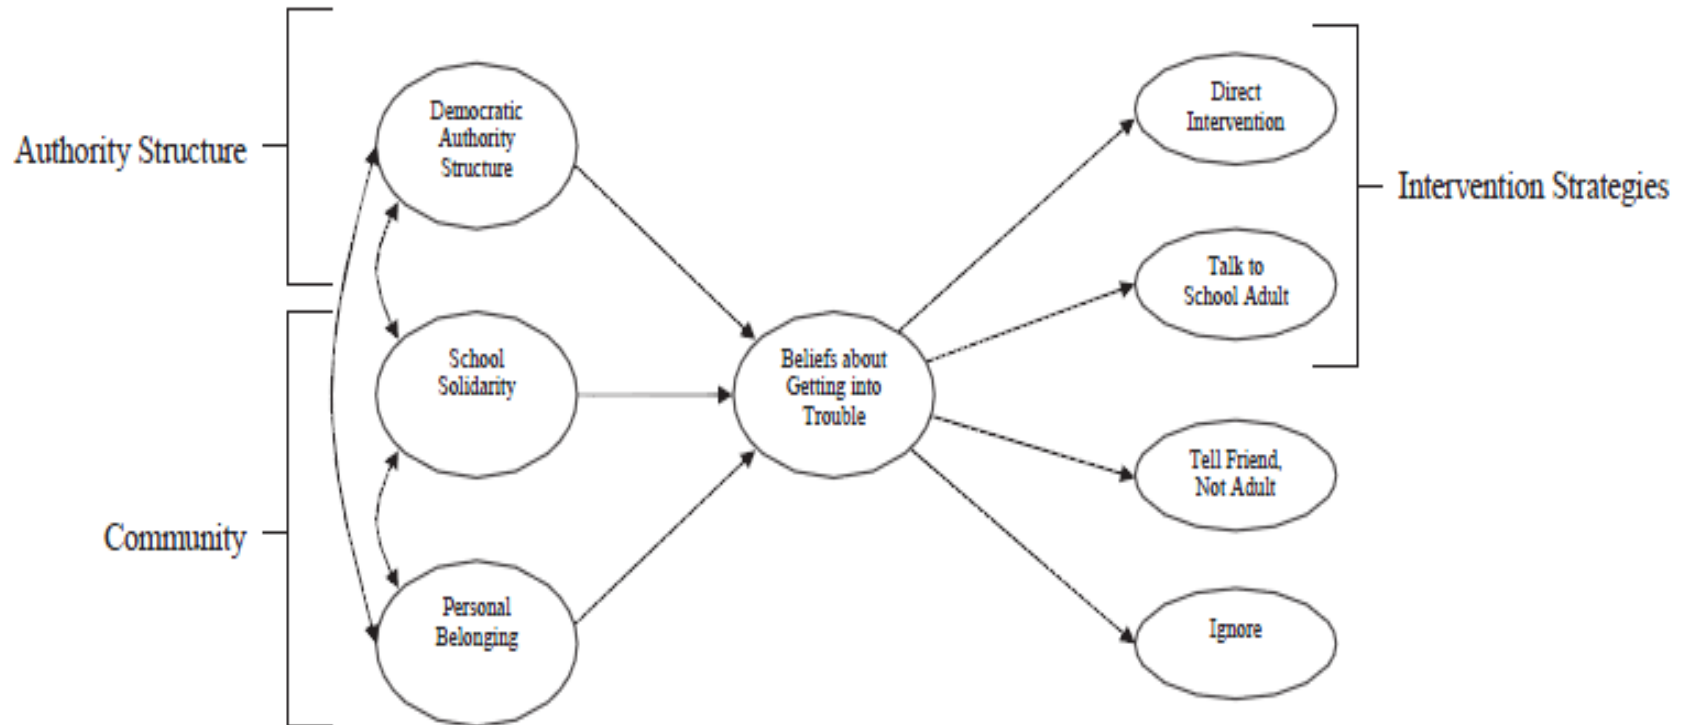 Authority Structure
Democratic
Authority
Structure
School
Solidarity
Community
Personal
Belonging
Beliefs about
Getting into
Trouble
Direct
Intervention
Talk to
School Adult
Intervention Strategies
Tell Friend,
Not Adult
Ignore